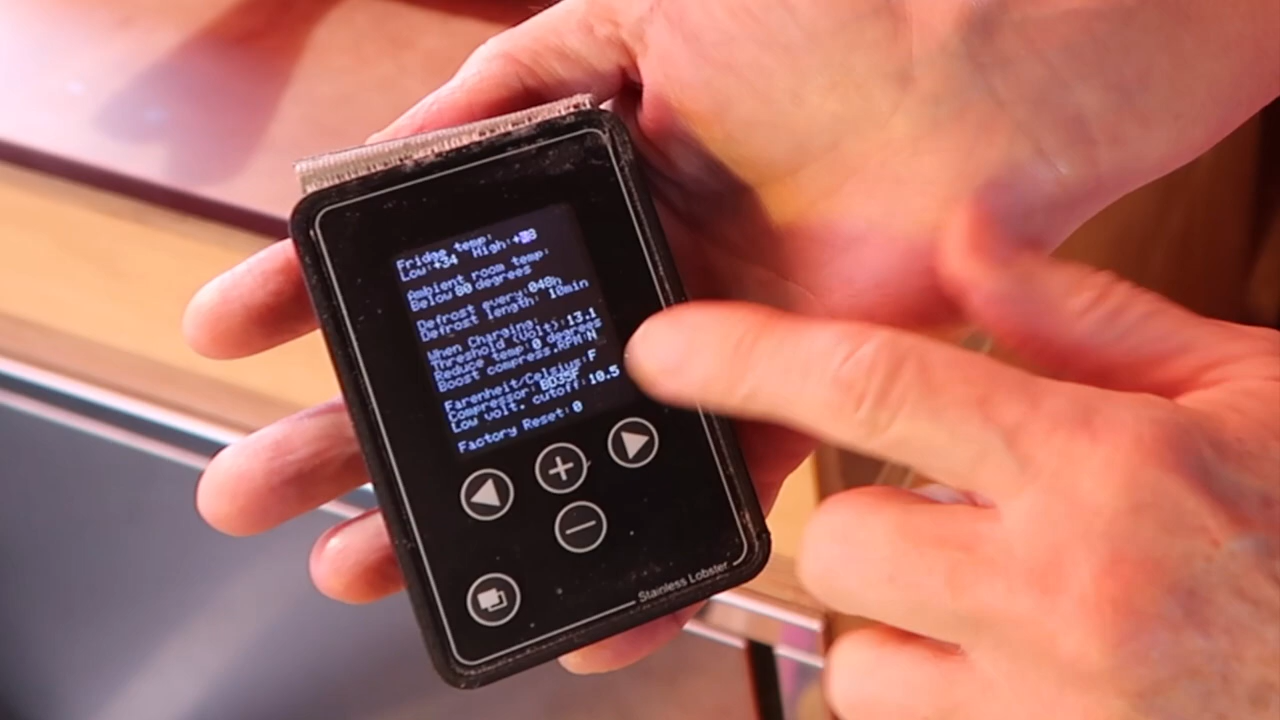 Fridge temp:
Low:+34 High:+38
Ambient room temp:
Below 80 degrees
Defrost every:048h
Defrost length: 10min
When Charging:
Threshold (Volt):13.1
Reduce temp:0 degrees
Boost compress.RPM:N
Farenheit/Celsius:F
Compressor: BD35F
Low volt. cutoff:10.5
Factory Reset:0
Stainless Lobster